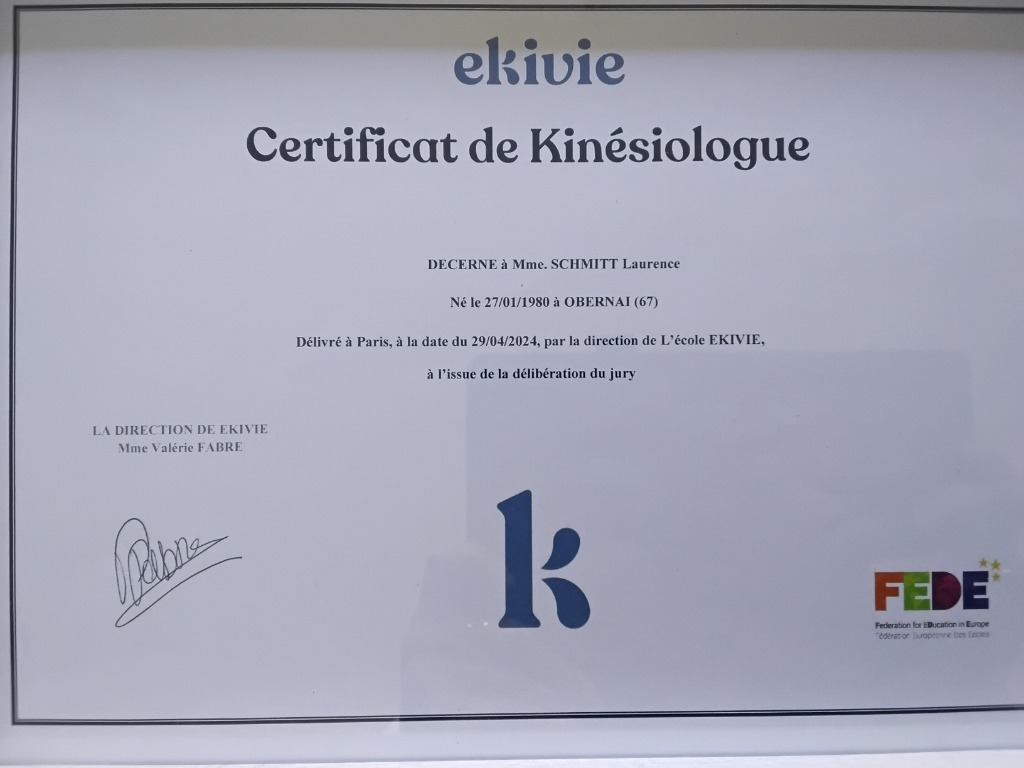 ekivie
Certificat de Kinésiologue
DECERNE à Mme. SCHMITT Laurence
Né le 27/01/1980 à OBERNAI (67)
Délivré à Paris, à la date du 29/04/2024, par la direction de L'école EKIVIE,
à l'issue de la délibération du jury
LA DIRECTION DE EKIVIE
Mme Valérie FABRE
k
FEDE
Federation for EDucation in Europe
Fédération Européenne Des Ecoles